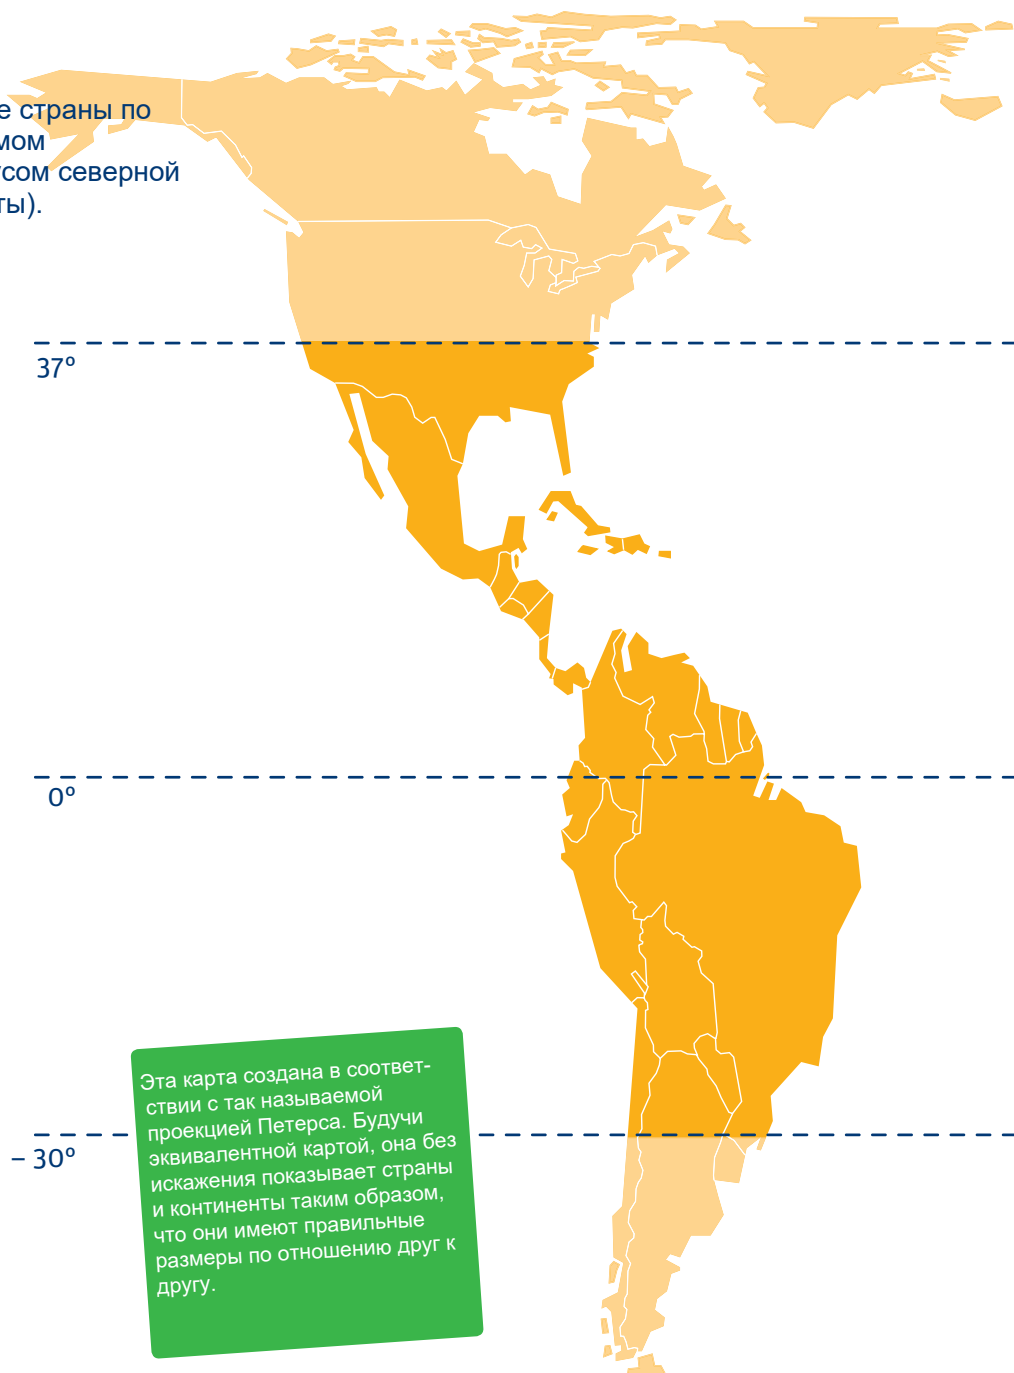 е страны по
мом
усом северной
ты).
37º
0º
– 30º
Эта карта создана в соответ-
ствии с так называемой
проекцией Петерса. Будучи
эквивалентной картой, она без
искажения показывает страны
и континенты таким образом,
что они имеют правильные
размеры по отношению друг к
другу.